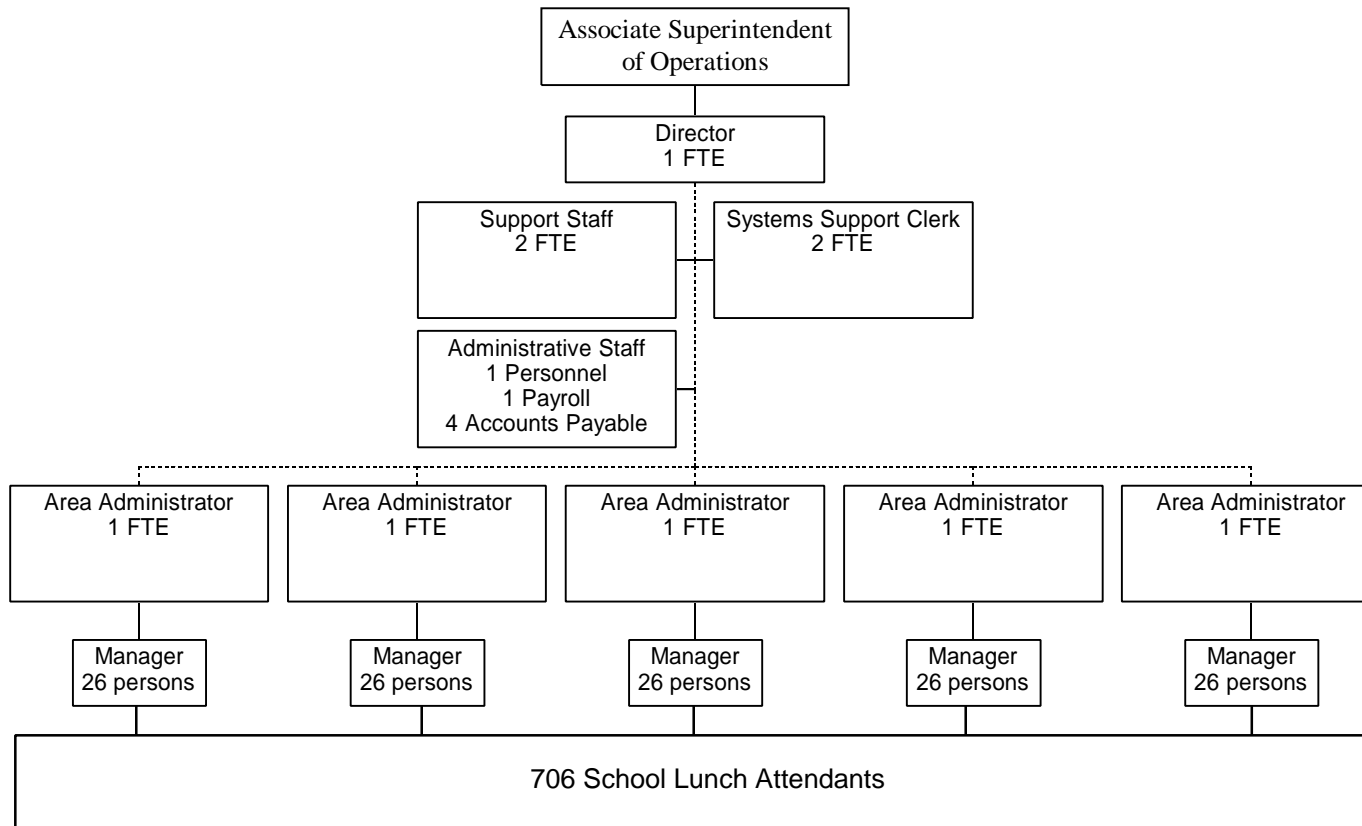 Associate Superintendent
of Operations
Director
1 FTE
Support Staff
2 FTE
Systems Support Clerk
2 FTE
Administrative Staff
1 Personnel
1 Payroll
4 Accounts Payable
Area Administrator
1 FTE
Area Administrator
1 FTE
Area Administrator
1 FTE
Area Administrator
1 FTE
Area Administrator
1 FTE
Manager
26 persons
Manager
26 persons
Manager
26 persons
Manager
26 persons
Manager
26 persons
706 School Lunch Attendants